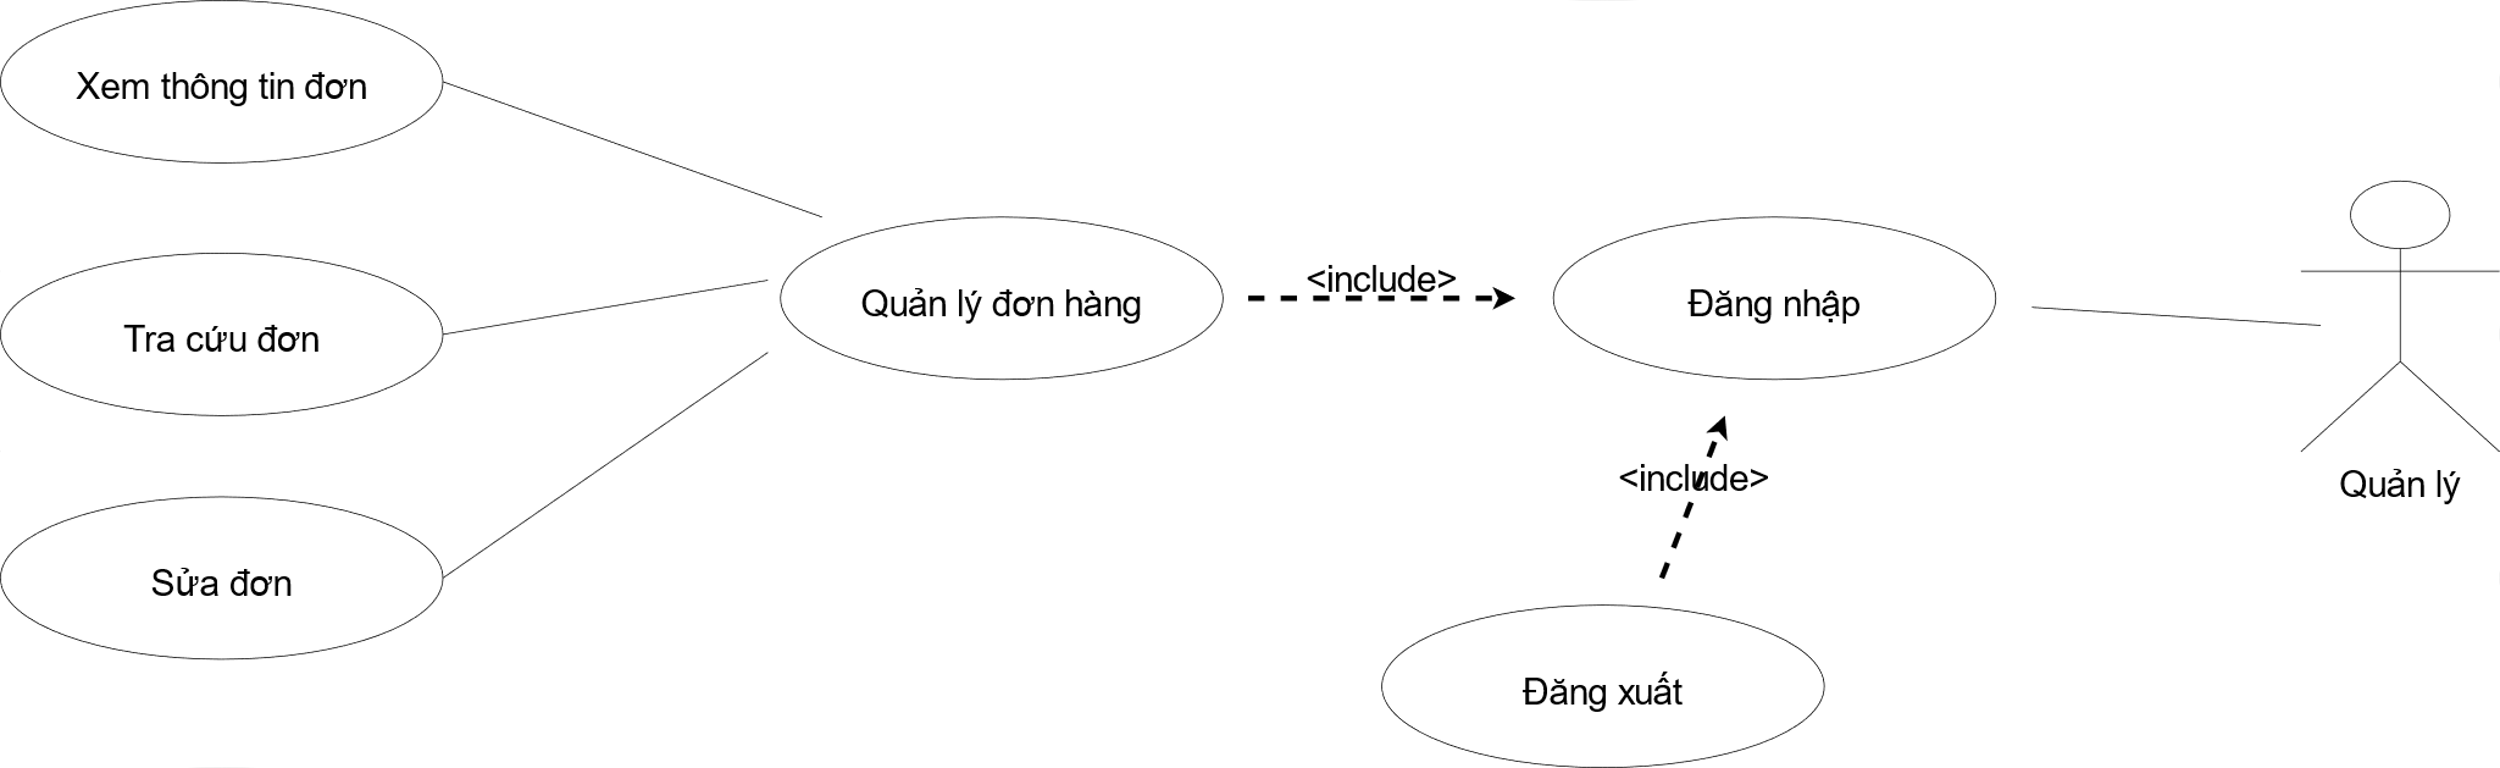 Xem thông tin đơn
Tra cứu đơn
Sửa đơn
Quản lý đơn hàng
<include>
Đăng nhập
<include>
Đăng xuất
Quản lý